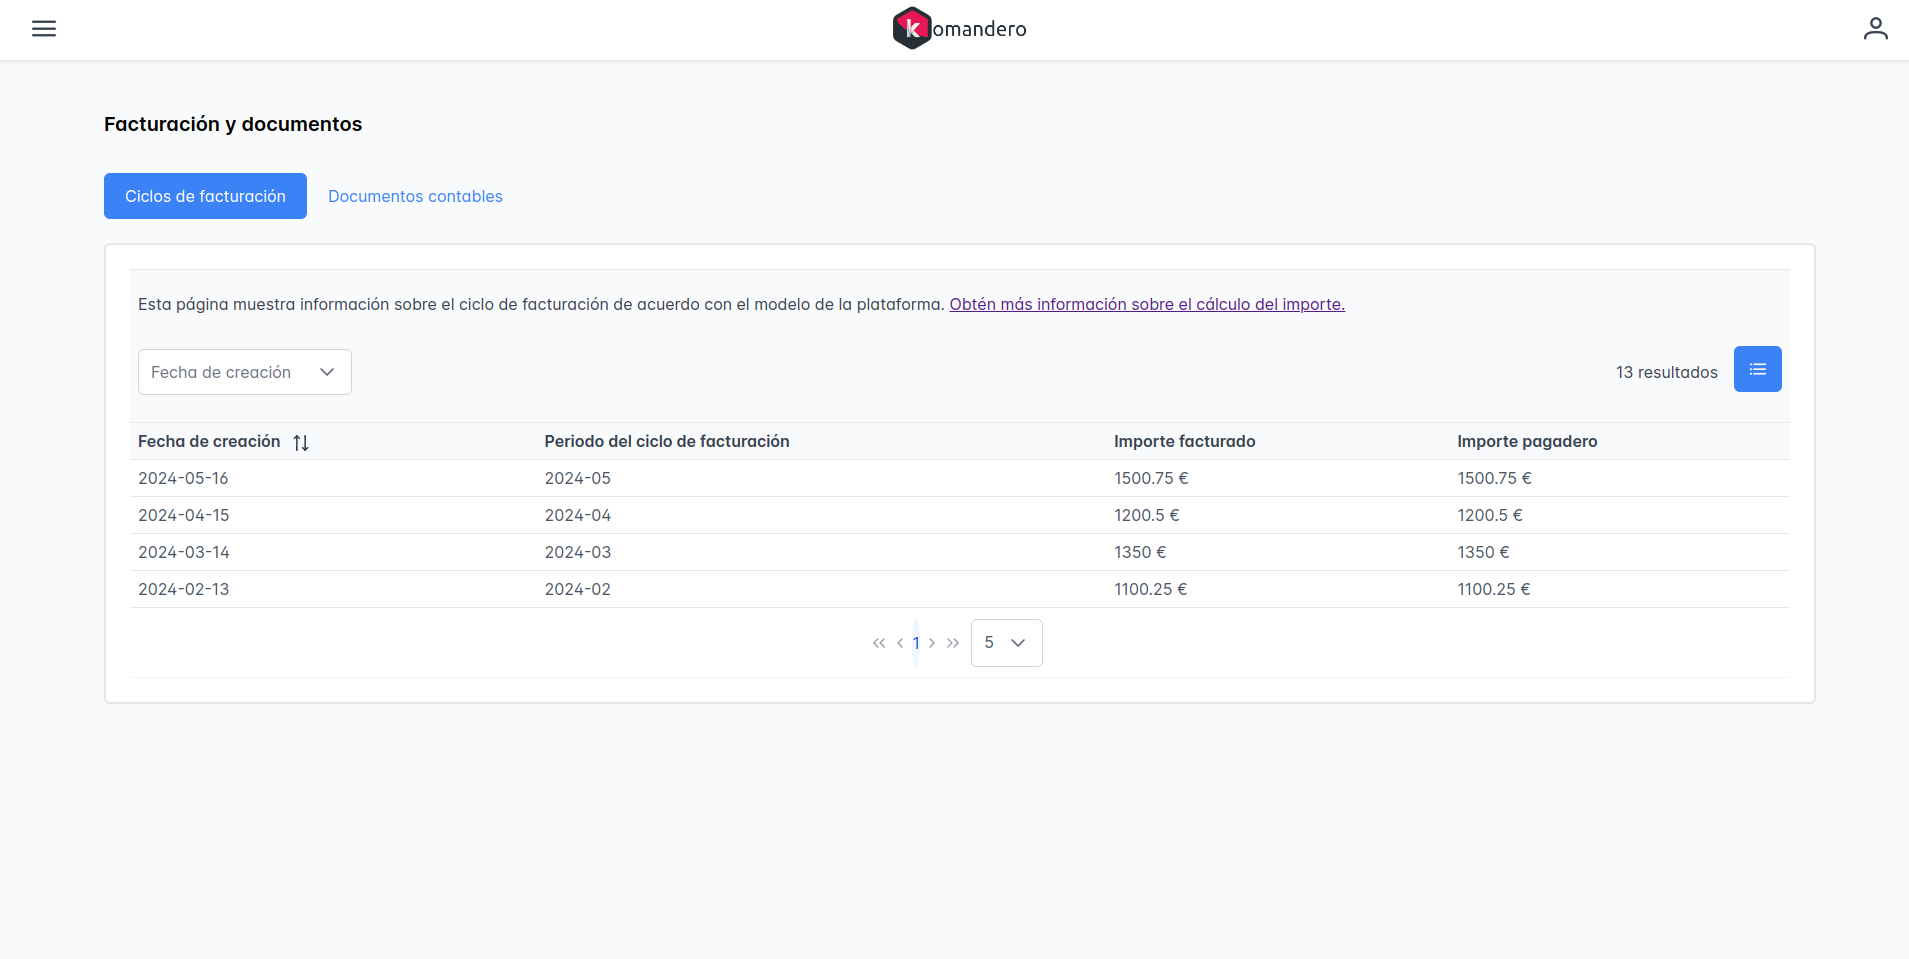 komandero
Facturación y documentos
Ciclos de facturación Documentos contables
Esta página muestra información sobre el ciclo de facturación de acuerdo con el modelo de la plataforma. Obtén más información sobre el cálculo del importe.
Fecha de creación 13 resultados
Fecha de creación Periodo del ciclo de facturación Importe facturado Importe pagadero
2024-05-16 2024-05 1500.75 € 1500.75 €
2024-04-15 2024-04 1200.5 € 1200.5 €
2024-03-14 2024-03 1350 € 1350 €
2024-02-13 2024-02 1100.25 € 1100.25 €
« ‹ 1 › » 5